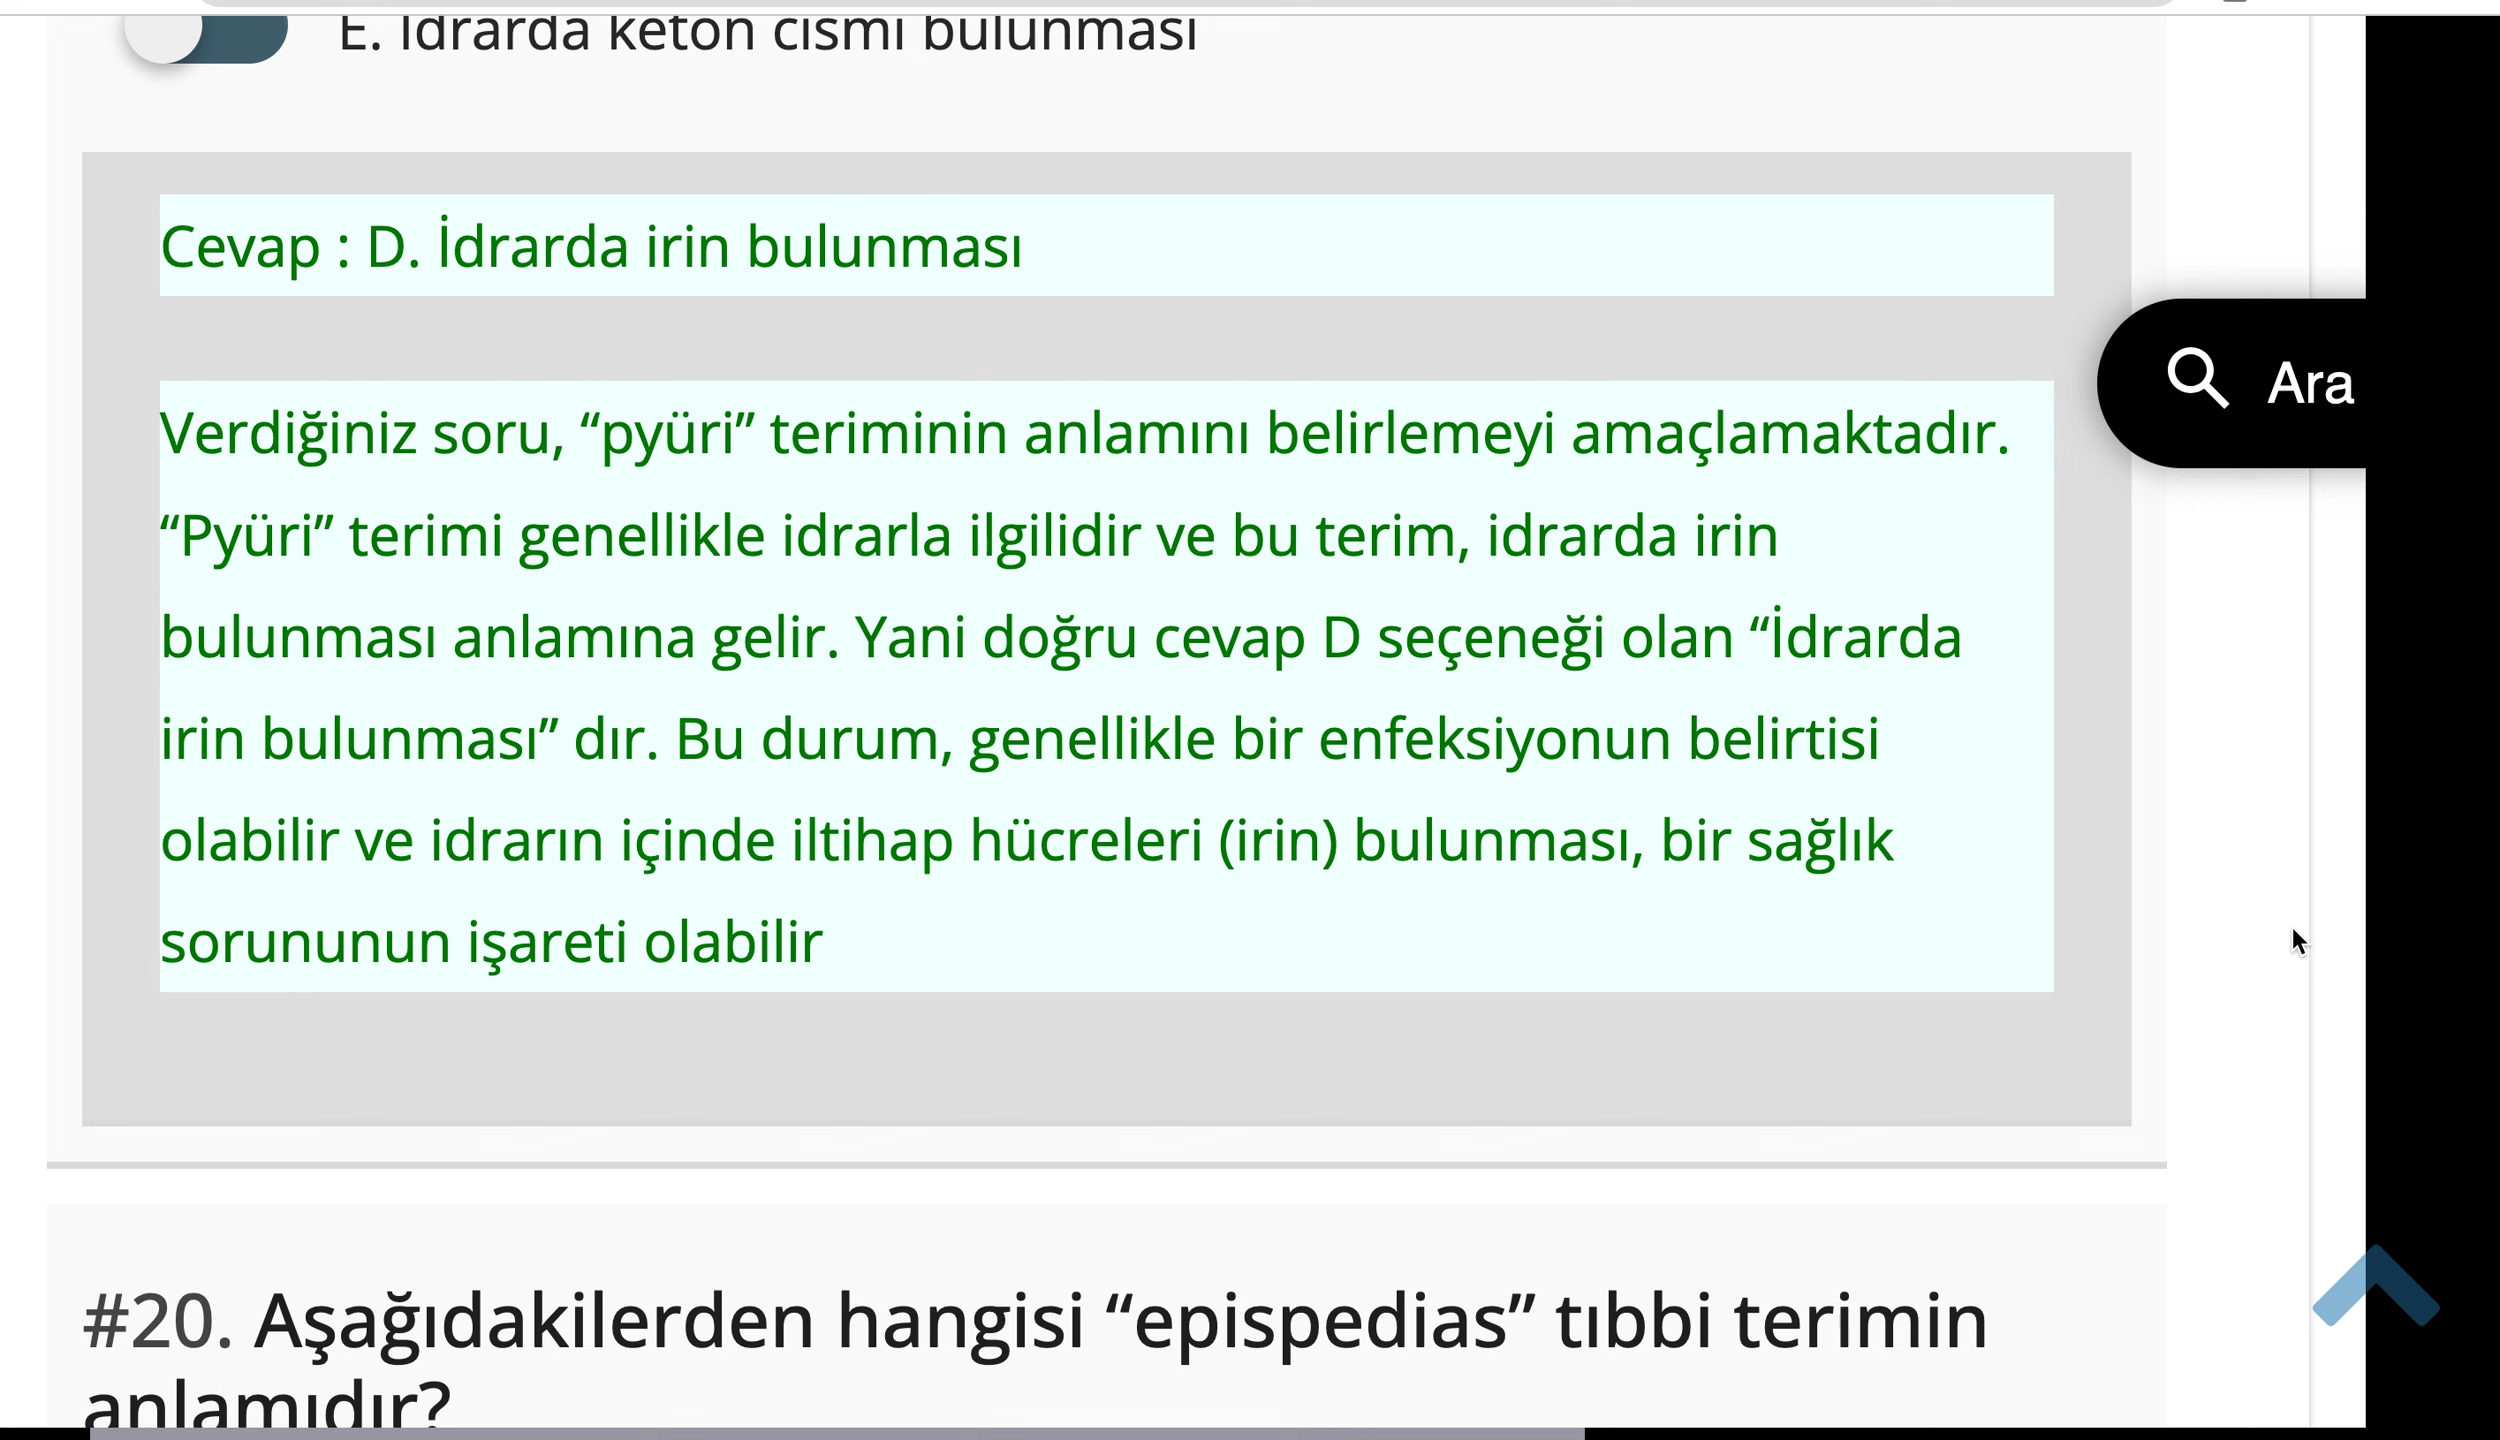 E. İdrarda keton cismi bulunması
Cevap : D. İdrarda irin bulunması
Ara
Verdiğiniz soru, “pyüri” teriminin anlamını belirlemeyi amaçlamaktadır.
“Pyüri” terimi genellikle idrarla ilgilidir ve bu terim, idrarda irin
bulunması anlamına gelir. Yani doğru cevap D seçeneği olan “İdrarda
irin bulunması” dır. Bu durum, genellikle bir enfeksiyonun belirtisi
olabilir ve idrarın içinde iltihap hücreleri (irin) bulunması, bir sağlık
sorununun işareti olabilir
#20. Aşağıdakilerden hangisi “epispedias” tıbbi terimin
anlamıdır?